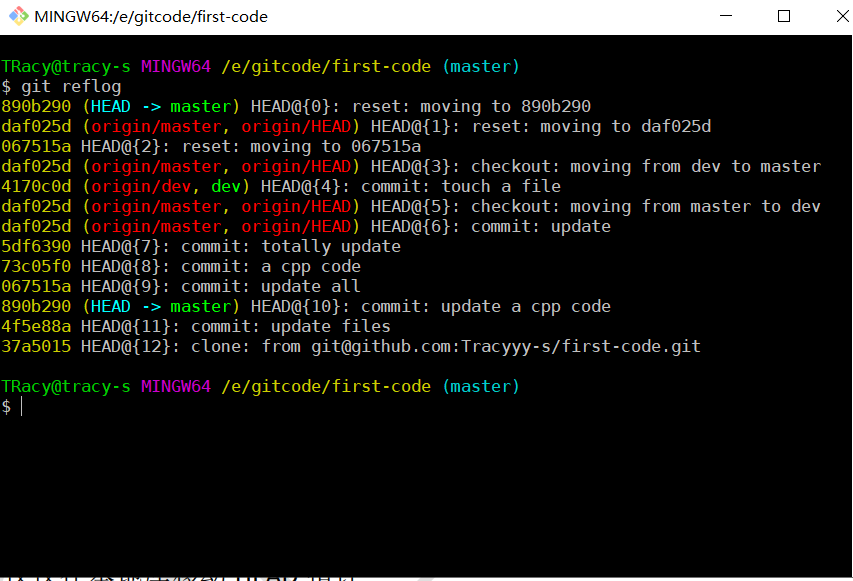 MINGW64:/e/gitcode/first-code
TRacy@tracy-s MINGW64 /e/gitcode/first-code (master)
$ git reflog
890b290 (HEAD -> master) HEAD@{0}: reset: moving to 890b290
daf025d (origin/master, origin/HEAD) HEAD@{1}: reset: moving to daf025d
067515a HEAD@{2}: reset: moving to 067515a
daf025d (origin/master, origin/HEAD) HEAD@{3}: checkout: moving from dev to master
4170c0d (origin/dev, dev) HEAD@{4}: commit: touch a file
daf025d (origin/master, origin/HEAD) HEAD@{5}: checkout: moving from master to dev
daf025d (origin/master, origin/HEAD) HEAD@{6}: commit: update
5df6390 HEAD@{7}: commit: totally update
73c05f0 HEAD@{8}: commit: a cpp code
067515a HEAD@{9}: commit: update all
890b290 (HEAD -> master) HEAD@{10}: commit: update a cpp code
4f5e88a HEAD@{11}: commit: update files
37a5015 HEAD@{12}: clone: from git@github.com:Tracyyy-s/first-code.git
TRacy@tracy-s MINGW64 /e/gitcode/first-code (master)
$